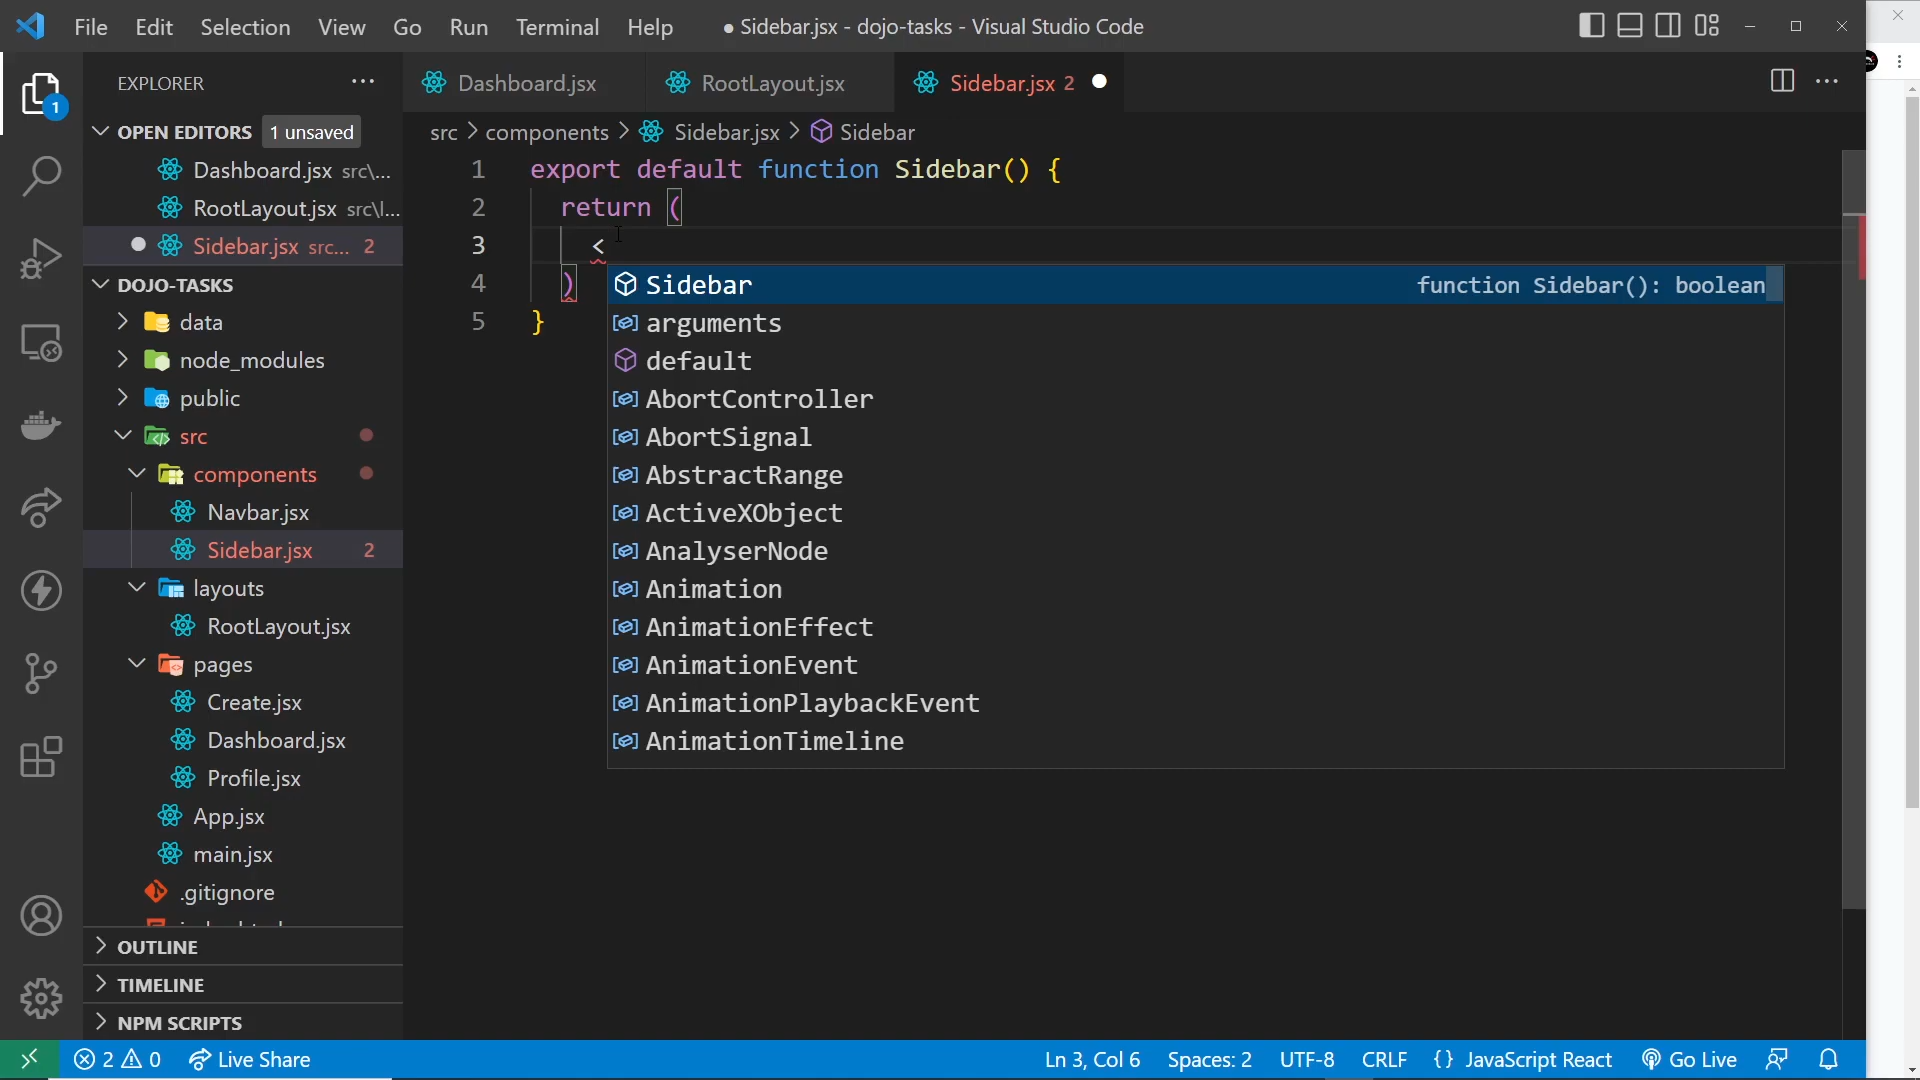 File Edit Selection View Go Run Terminal Help ● Sidebar.jsx - dojo-tasks - Visual Studio Code
EXPLORER
Dashboard.jsx RootLayout.jsx Sidebar.jsx 2
1
OPEN EDITORS 1 unsaved
src > components > Sidebar.jsx > Sidebar
Dashboard.jsx src\...
RootLayout.jsx src\l...
Sidebar.jsx src... 2
1 export default function Sidebar() {
2 return (
3 <
4 )
5 }
Sidebar function Sidebar(): boolean
arguments
default
AbortController
AbortSignal
AbstractRange
ActiveXObject
AnalyserNode
Animation
AnimationEffect
AnimationEvent
AnimationPlaybackEvent
AnimationTimeline
DOJO-TASKS
data
node_modules
public
src
components
Navbar.jsx
Sidebar.jsx 2
layouts
RootLayout.jsx
pages
Create.jsx
Dashboard.jsx
Profile.jsx
App.jsx
main.jsx
.gitignore
OUTLINE
TIMELINE
NPM SCRIPTS
2 0 Live Share Ln 3, Col 6 Spaces: 2 UTF-8 CRLF {} JavaScript React Go Live